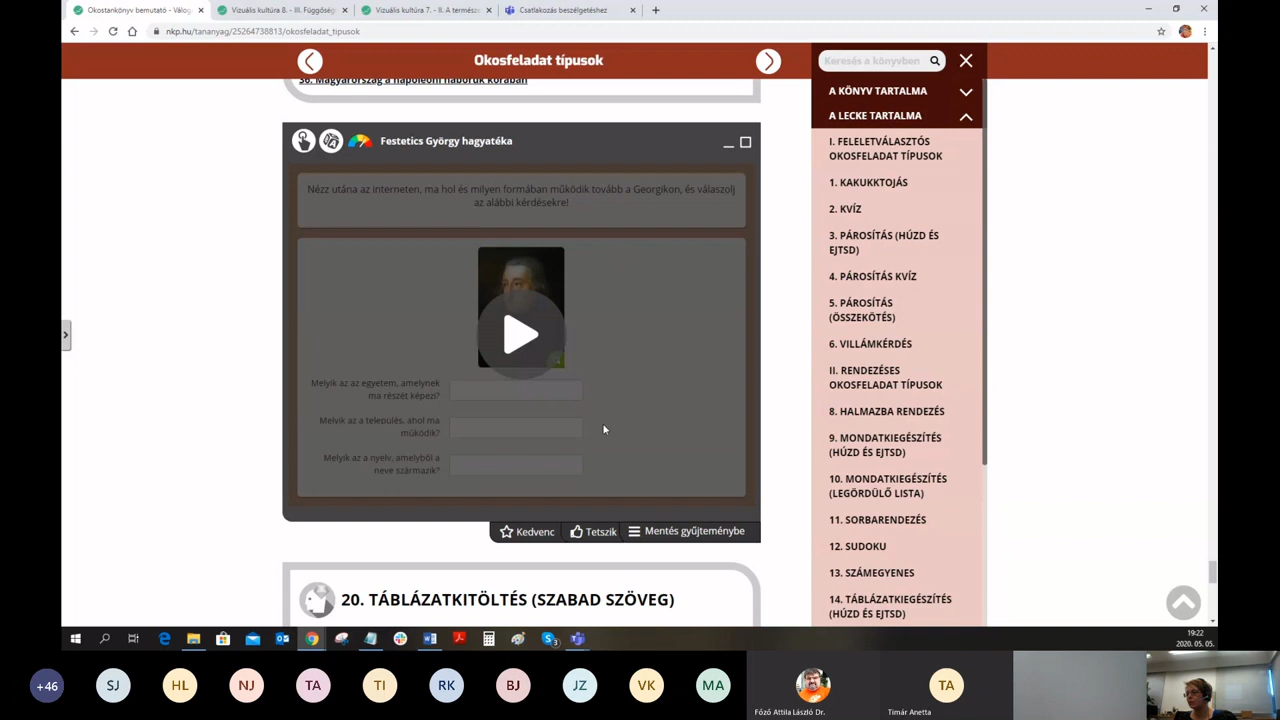 Okostankönyv bemutató - Válog
Vizuális kultúra 8. - III. Függőség
Vizuális kultúra 7. - II. A természe
Csatlakozás beszélgetéshez
nkp.hu/tananyag/25264738813/okosfeladat_tipusok
Okosfeladat típusok
Keresés a könyvben
36. Magyarország a napóleoni háborúk korában
A KÖNYV TARTALMA
A LECKE TARTALMA
Festetics György hagyatéka
Nézz utána az interneten, ma hol és milyen formában működik tovább a Georgikon, és válaszolj
az alábbi kérdésekre!
Melyik az az egyetem, amelynek
ma részét képezi?
Melyik az a település, ahol ma
működik?
Melyik az a nyelv, amelyből a
neve származik?
Kedvenc
Tetszik
Mentés gyűjteménybe
20. TÁBLÁZATKITÖLTÉS (SZABAD SZÖVEG)
I. FELELETVÁLASZTÓS
OKOSFELADAT TÍPUSOK
1. KAKUKKTOJÁS
2. KVÍZ
3. PÁROSÍTÁS (HÚZD ÉS
EJTSD)
4. PÁROSÍTÁS KVÍZ
5. PÁROSÍTÁS
(ÖSSZEKÖTÉS)
6. VILLÁMKÉRDÉS
II. RENDEZÉSES
OKOSFELADAT TÍPUSOK
8. HALMAZBA RENDEZÉS
9. MONDATKIEGÉSZÍTÉS
(HÚZD ÉS EJTSD)
10. MONDATKIEGÉSZÍTÉS
(LEGÖRDÜLŐ LISTA)
11. SORBARENDEZÉS
12. SUDOKU
13. SZÁMEGYENES
14. TÁBLÁZATKIEGÉSZÍTÉS
(HÚZD ÉS EJTSD)
19:22
2020. 05. 05.
+46
SJ
HL
NJ
TA
TI
RK
BJ
JZ
VK
MA
TA
Főző Attila László Dr.
Timár Anetta